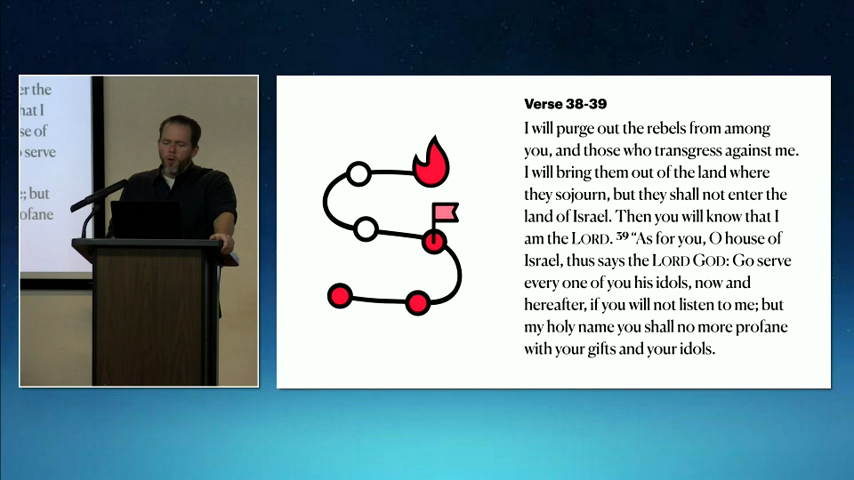 er the
hat I
se of
serve
; but
ofane
Verse 38-39
I will purge out the rebels from among
you, and those who transgress against me.
I will bring them out of the land where
they sojourn, but they shall not enter the
land of Israel. Then you will know that I
am the LORD. 39 “As for you, O house of
Israel, thus says the LORD GOD: Go serve
every one of you his idols, now and
hereafter, if you will not listen to me; but
my holy name you shall no more profane
with your gifts and your idols.